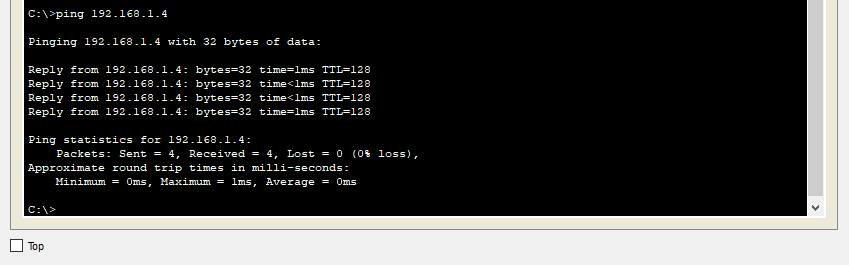 C:\>ping 192.168.1.4
Pinging 192.168.1.4 with 32 bytes of data:
Reply from 192.168.1.4: bytes=32 time=1ms TTL=128
Reply from 192.168.1.4: bytes=32 time<1ms TTL=128
Reply from 192.168.1.4: bytes=32 time<1ms TTL=128
Reply from 192.168.1.4: bytes=32 time=1ms TTL=128
Ping statistics for 192.168.1.4:
Packets: Sent = 4, Received = 4, Lost = 0 (0% loss),
Approximate round trip times in milli-seconds:
Minimum = 0ms, Maximum = 1ms, Average = 0ms
C:\>
Top